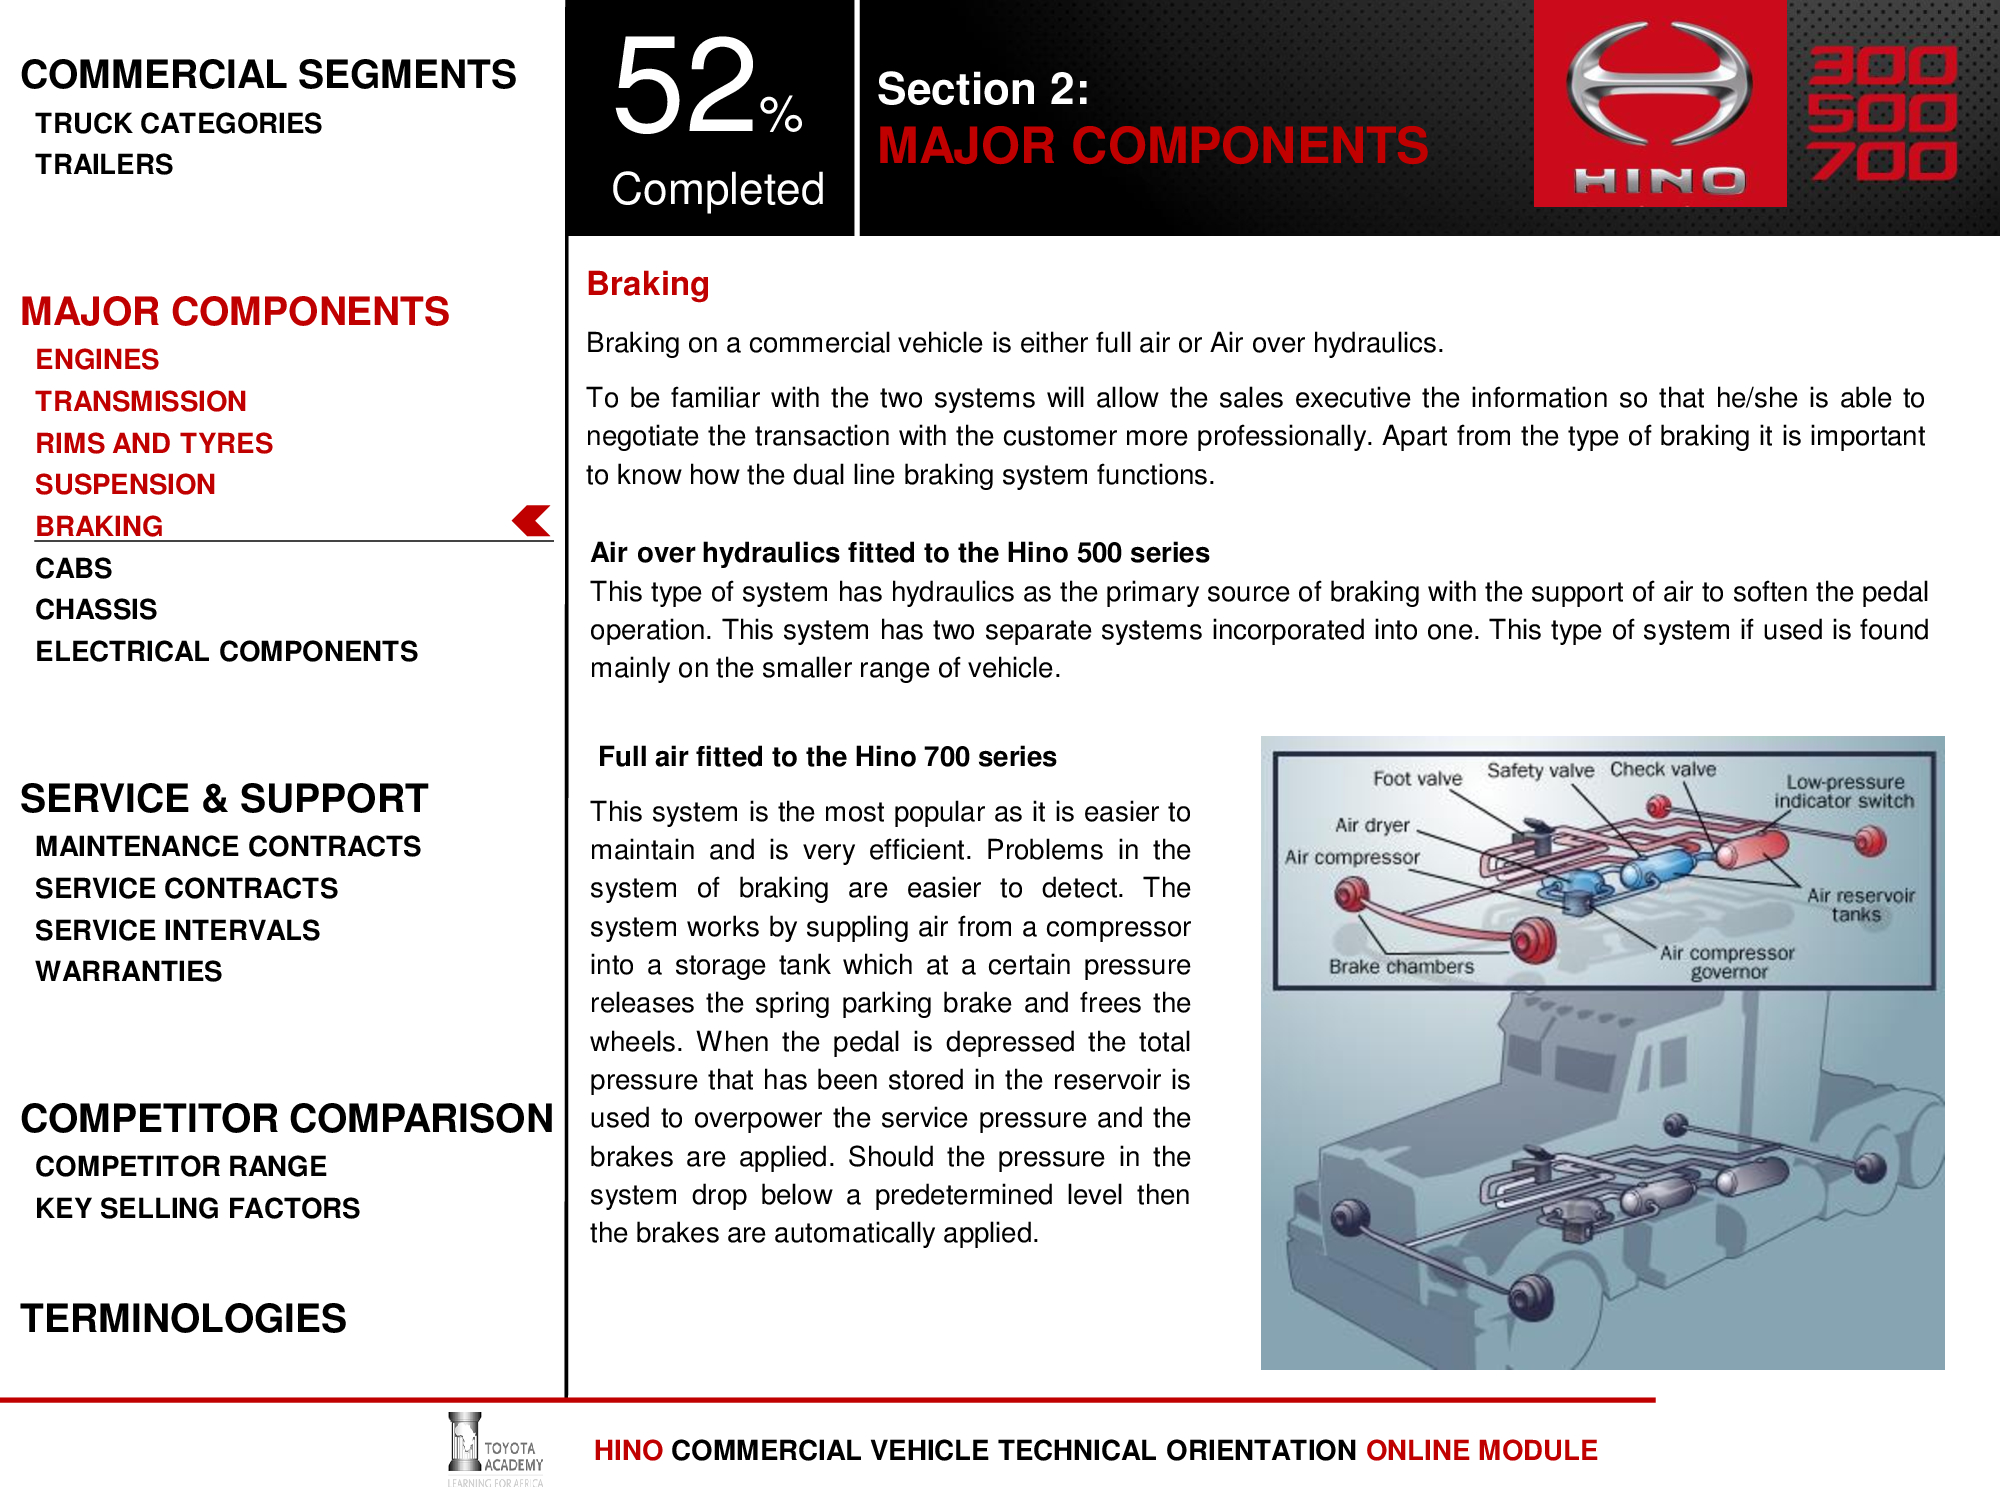 COMMERCIAL SEGMENTS
TRUCK CATEGORIES
TRAILERS
MAJOR COMPONENTS
ENGINES
TRANSMISSION
RIMS AND TYRES
SUSPENSION
BRAKING
CABS
CHASSIS
ELECTRICAL COMPONENTS
SERVICE & SUPPORT
MAINTENANCE CONTRACTS
SERVICE CONTRACTS
SERVICE INTERVALS
WARRANTIES
COMPETITOR COMPARISON
COMPETITOR RANGE
KEY SELLING FACTORS
TERMINOLOGIES
52%
Completed
Section 2:
MAJOR COMPONENTS
HINO
300
500
700
Braking
Braking on a commercial vehicle is either full air or Air over hydraulics.
To be familiar with the two systems will allow the sales executive the information so that he/she is able to
negotiate the transaction with the customer more professionally. Apart from the type of braking it is important
to know how the dual line braking system functions.
Air over hydraulics fitted to the Hino 500 series
This type of system has hydraulics as the primary source of braking with the support of air to soften the pedal
operation. This system has two separate systems incorporated into one. This type of system if used is found
mainly on the smaller range of vehicle.
Full air fitted to the Hino 700 series
This system is the most popular as it is easier to
maintain and is very efficient. Problems in the
system of braking are easier to detect. The
system works by suppling air from a compressor
into a storage tank which at a certain pressure
releases the spring parking brake and frees the
wheels. When the pedal is depressed the total
pressure that has been stored in the reservoir is
used to overpower the service pressure and the
brakes are applied. Should the pressure in the
system drop below a predetermined level then
the brakes are automatically applied.
Foot valve
Safety valve
Check valve
Low-pressure
indicator switch
Air dryer
Air compressor
Air reservoir
tanks
Brake chambers
Air compressor
governor
TOYOTA
ACADEMY
LEARNING FOR AFRICA
HINO COMMERCIAL VEHICLE TECHNICAL ORIENTATION ONLINE MODULE